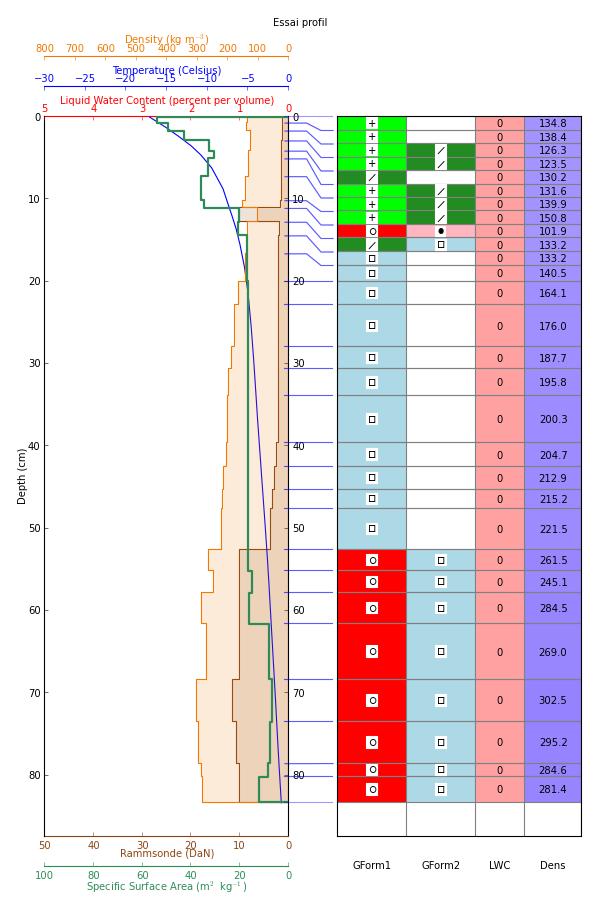 Essai profil
Density (kg m⁻³)
800 700 600 500 400 300 200 100 0
Temperature (Celsius)
−30 −25 −20 −15 −10 −5 0
Liquid Water Content (percent per volume)
5 4 3 2 1 0
0 0 + 0 134.8
+ 0 138.4
+ 0 126.3
+ 0 123.5
0 130.2
+ 0 131.6
10 10 + 0 139.9
+ 0 150.8
0 101.9
0 133.2
0 133.2
0 140.5
20 20 0 164.1
0 176.0
30 30 0 187.7
0 195.8
0 200.3
40 40 0 204.7
0 212.9
0 215.2
Depth (cm)
50 50 0 221.5
0 261.5
0 245.1
60 60 0 284.5
0 269.0
70 70 0 302.5
0 295.2
0 284.6
80 80 0 281.4
50 40 30 20 10 0
Rammsonde (DaN)
GForm1 GForm2 LWC Dens
100 80 60 40 20 0
Specific Surface Area (m² kg⁻¹)